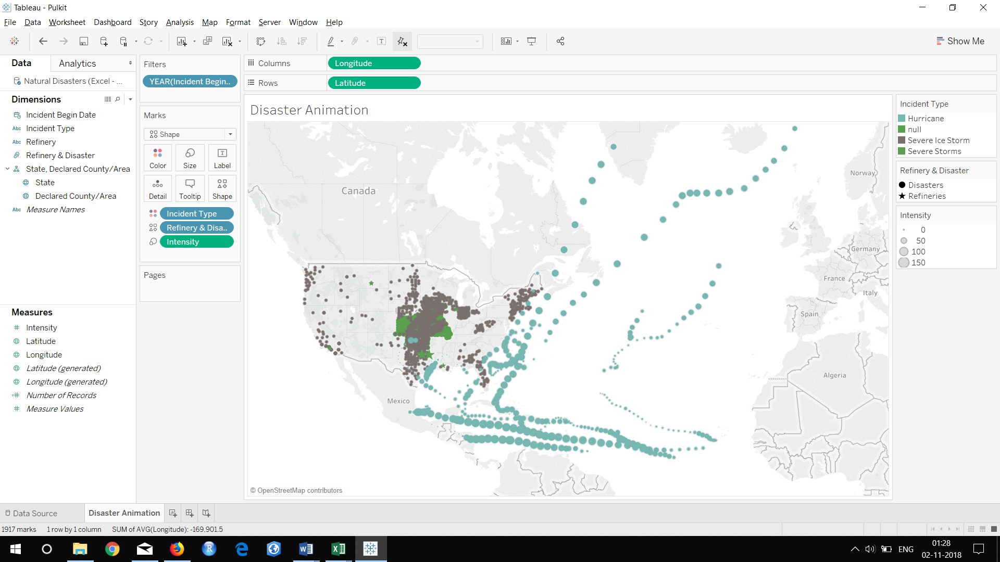 Tableau - Pulkit
File Data Worksheet Dashboard Story Analysis Map Format Server Window Help
Show Me
Data Analytics
Natural Disasters (Excel - ...
Dimensions
Incident Begin Date
Abc Incident Type
Abc Refinery
Refinery & Disaster
State, Declared County/Area
State
Declared County/Area
Abc Measure Names
Measures
Intensity
Latitude
Longitude
Latitude (generated)
Longitude (generated)
Number of Records
Measure Values
Filters
YEAR(Incident Begin..
Marks
Shape
Color Size Label
Detail Tooltip Shape
Incident Type
Refinery & Disa..
Intensity
Pages
Columns Longitude
Rows Latitude
Disaster Animation
Canada
Mexico
Norway
Germany
France
Italy
Spain
Algeria
© OpenStreetMap contributors
Incident Type
Hurricane
null
Severe Ice Storm
Severe Storms
Refinery & Disaster
Disasters
Refineries
Intensity
0
50
100
150
Data Source Disaster Animation
1917 marks 1 row by 1 column SUM of AVG(Longitude): -169,901.5
ENG
01:28
02-11-2018